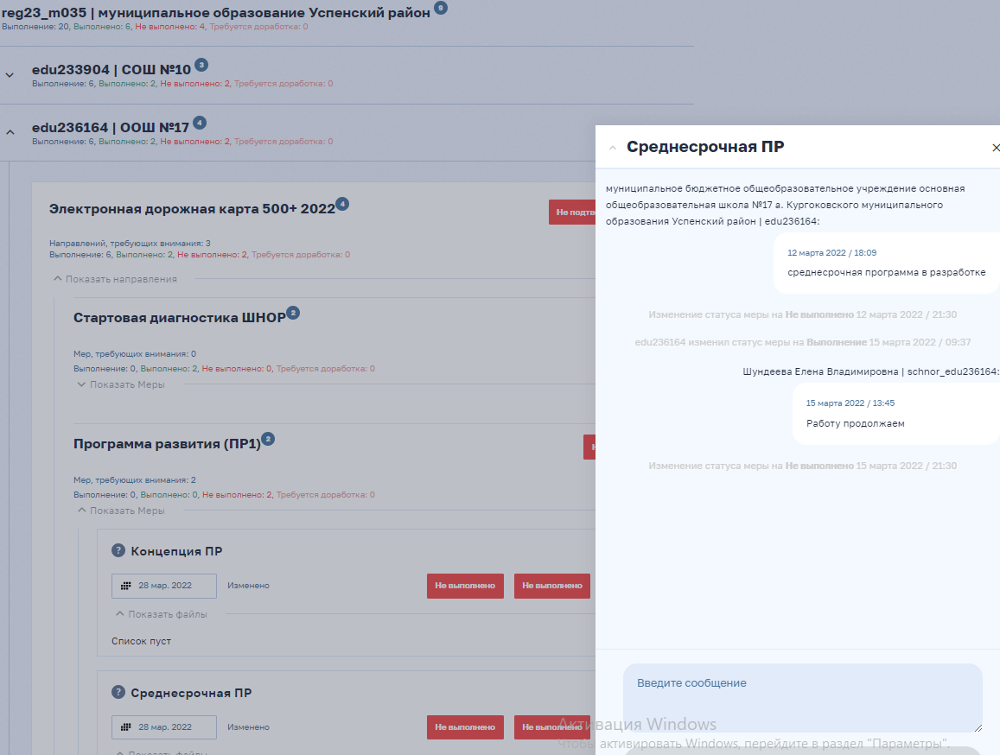 reg23_m035 | муниципальное образование Успенский район 9
Выполнение: 20, Выполнено: 6, Не выполнено: 4, Требуется доработка: 0
edu233904 | СОШ №10 3
Выполнение: 6, Выполнено: 2, Не выполнено: 2, Требуется доработка: 0
edu236164 | ООШ №17 4
Выполнение: 6, Выполнено: 2, Не выполнено: 2, Требуется доработка: 0
Электронная дорожная карта 500+ 2022 4
Не подтв
Направлений, требующих внимания: 3
Выполнение: 6, Выполнено: 2, Не выполнено: 2, Требуется доработка: 0
Показать направления
Стартовая диагностика ШНОР 2
Мер, требующих внимания: 0
Выполнение: 0, Выполнено: 2, Не выполнено: 0, Требуется доработка: 0
Показать Меры
Программа развития (ПР1) 2
Мер, требующих внимания: 2
Выполнение: 0, Выполнено: 0, Не выполнено: 2, Требуется доработка: 0
Показать Меры
? Концепция ПР
28 мар. 2022 Изменено Не выполнено Не выполнено
Показать файлы
Список пуст
? Среднесрочная ПР
28 мар. 2022 Изменено Не выполнено Не выполнено
Показать файлы
Среднесрочная ПР
муниципальное бюджетное общеобразовательное учреждение основная
общеобразовательная школа №17 а. Кургоковского муниципального
образования Успенский район | edu236164:
12 марта 2022 / 18:09
среднесрочная программа в разработке
Изменение статуса меры на Не выполнено 12 марта 2022 / 21:30
edu236164 изменил статус меры на Выполнение 15 марта 2022 / 09:37
Шундеева Елена Владимировна | schnor_edu236164:
15 марта 2022 / 13:45
Работу продолжаем
Изменение статуса меры на Не выполнено 15 марта 2022 / 21:30
Введите сообщение
Активация Windows
Чтобы активировать Windows, перейдите в раздел "Параметры".